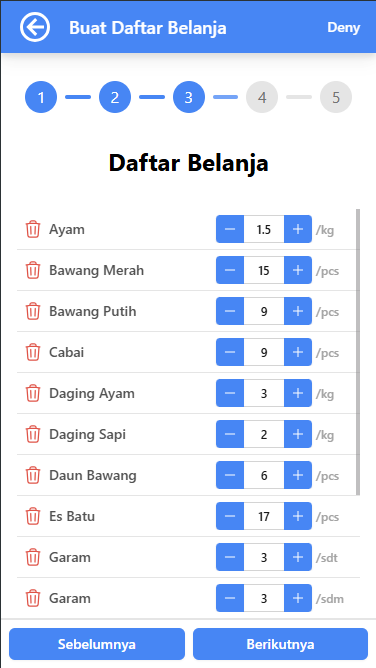 Buat Daftar Belanja Deny
1 2 3 4 5
Daftar Belanja
Ayam 1.5 /kg
Bawang Merah 15 /pcs
Bawang Putih 9 /pcs
Cabai 9 /pcs
Daging Ayam 3 /kg
Daging Sapi 2 /kg
Daun Bawang 6 /pcs
Es Batu 17 /pcs
Garam 3 /sdt
Garam 3 /sdm
Sebelumnya Berikutnya